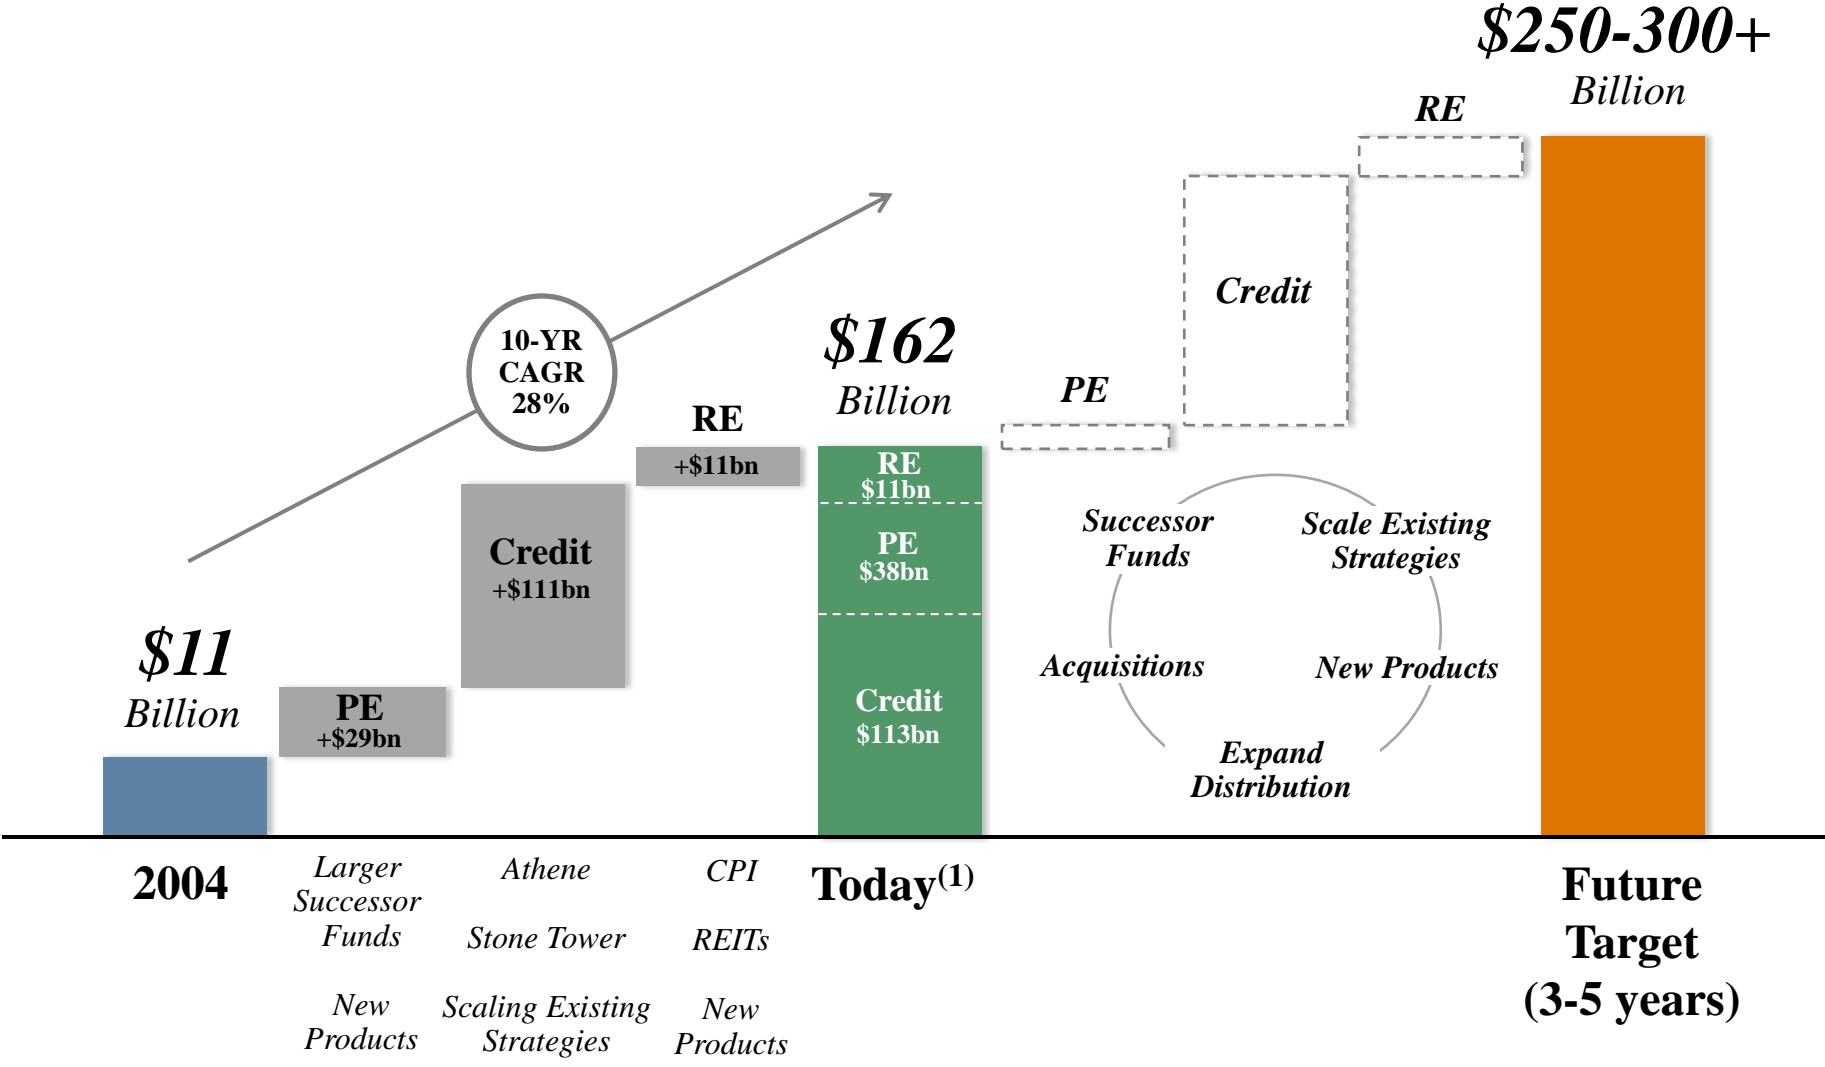 $250-300+
Billion
RE
Credit
10-YR
CAGR
28%
$162
Billion
PE
RE
+$11bn
RE
$11bn
PE
$38bn
Credit
$113bn
Credit
+$111bn
$11
Billion
PE
+$29bn
Successor
Funds
Scale Existing
Strategies
Acquisitions
New Products
Expand
Distribution
2004
Larger
Successor
Funds
New
Products
Athene
Stone Tower
Scaling Existing
Strategies
CPI
REITs
New
Products
Today(1)
Future
Target
(3-5 years)